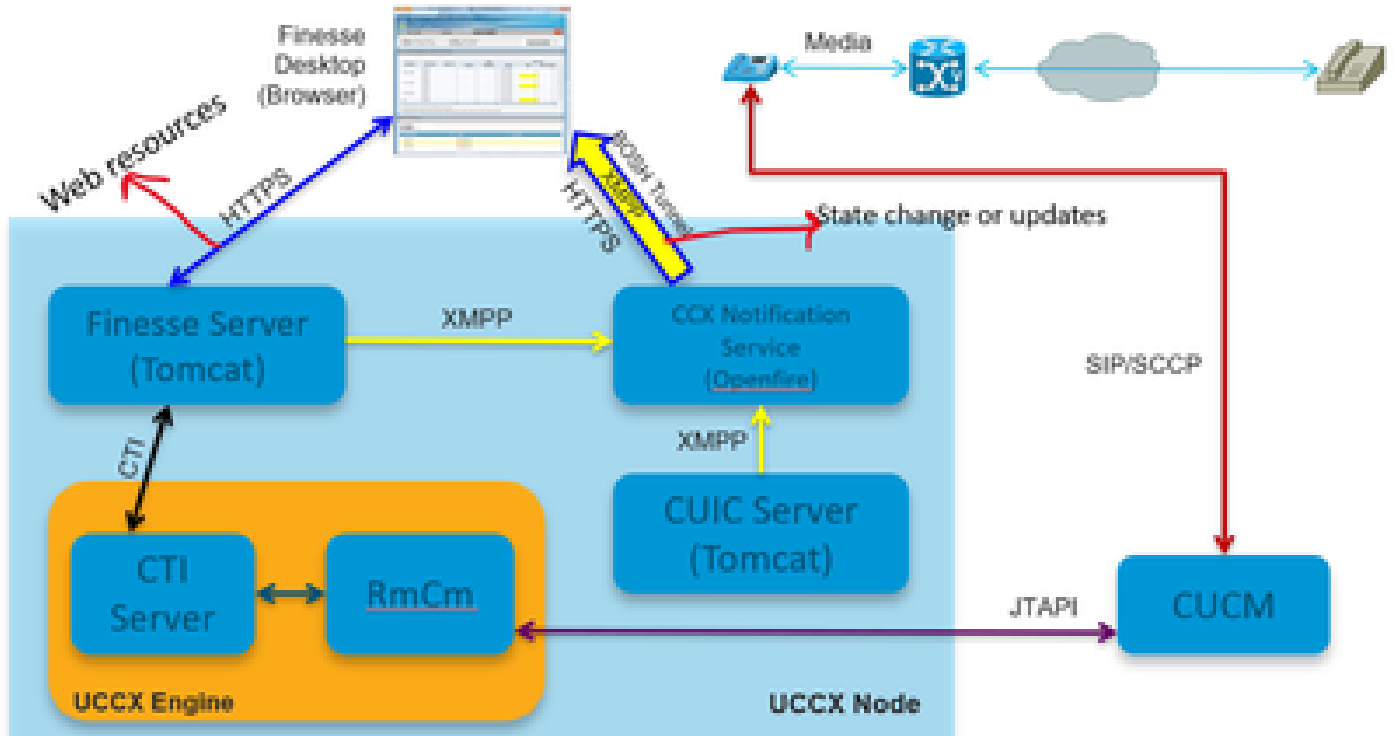 Finesse
Desktop
(Browser)
Media
Web resources
HTTPS
BOSH Tunnel
XMPP
HTTPS
State change or updates
Finesse Server
(Tomcat)
XMPP
CCX Notification
Service
(Openfire)
SIP/SCCP
CTI
XMPP
CUIC Server
(Tomcat)
CTI
Server
RmCm
JTAPI
CUCM
UCCX Engine
UCCX Node